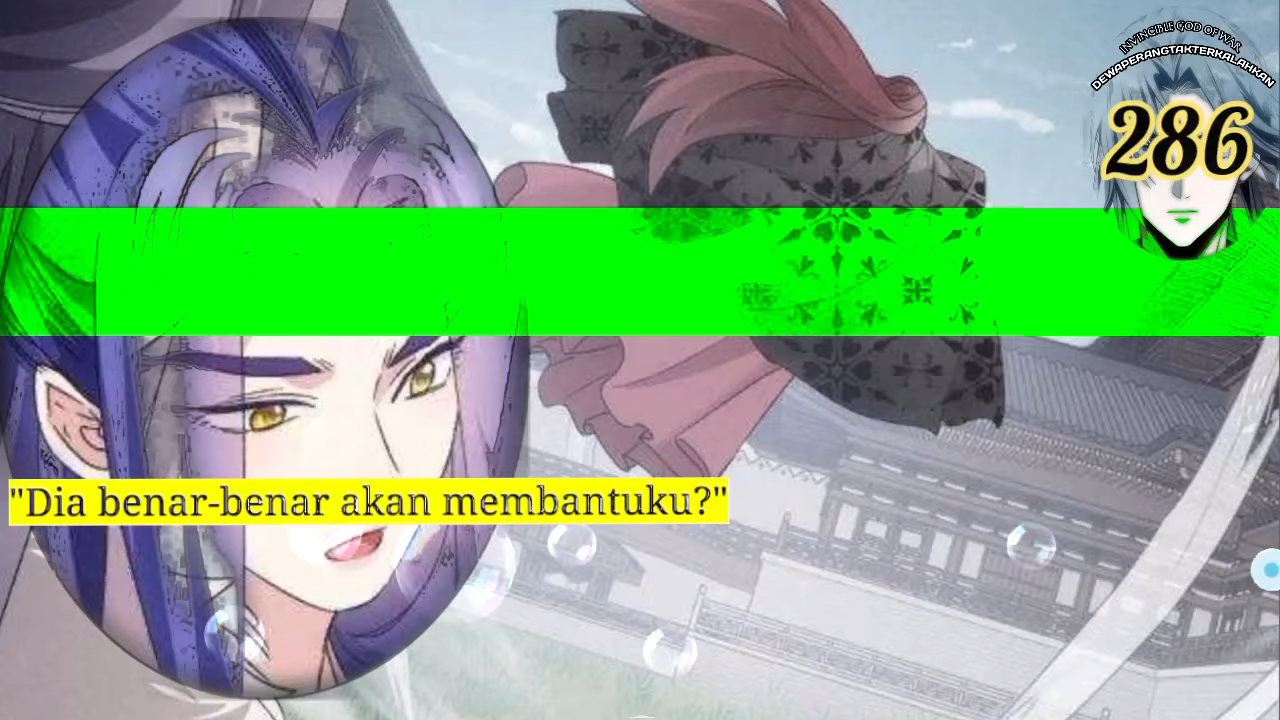 INVINCIBLE GOD OF WAR
DEWAPERANGTAKTERKALAHKAN
286
"Dia benar-benar akan membantuku?"